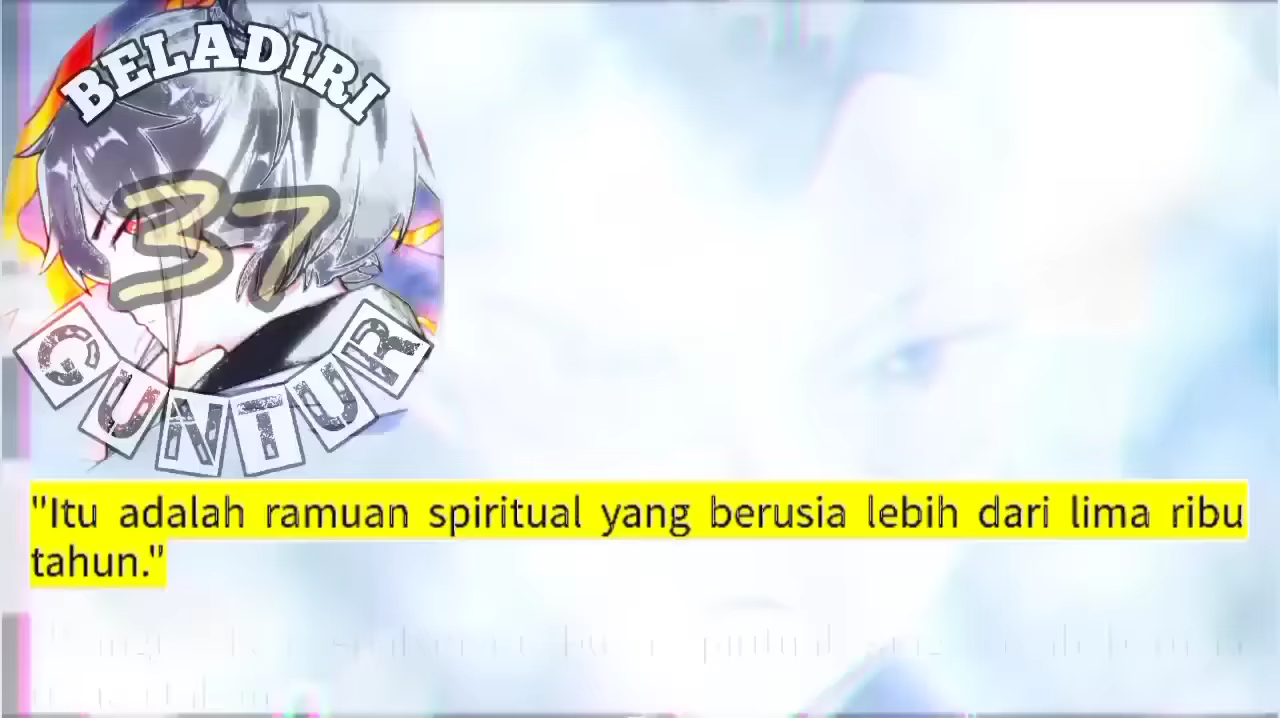 BELADIRI
37
GUNTUR
"Itu adalah ramuan spiritual yang berusia lebih dari lima ribu
tahun."